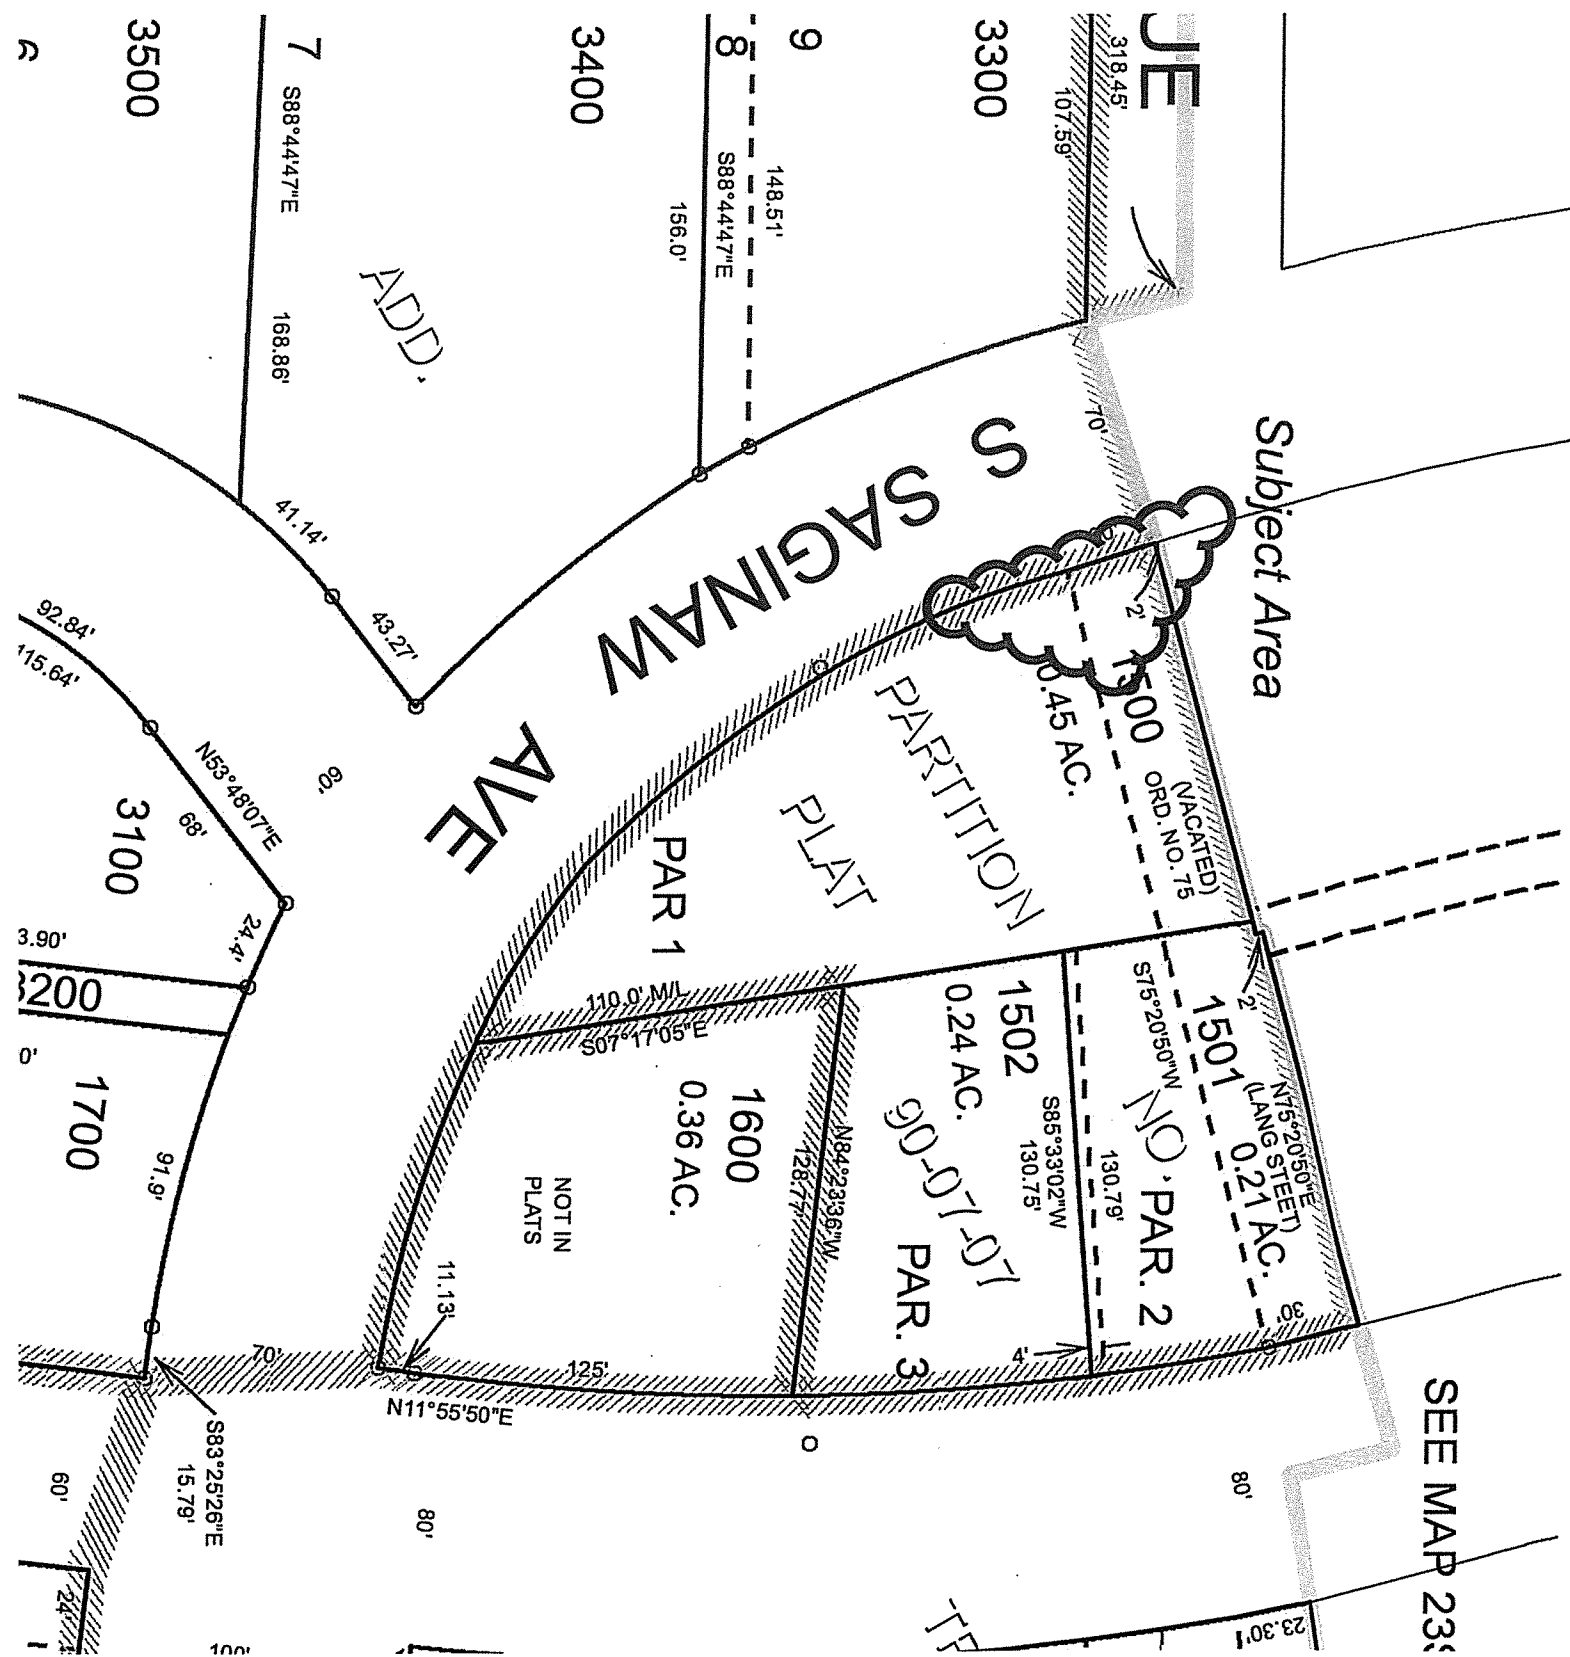 6
3500
7
S88°44'47"E
168.86'
3400
8
9
S88°44'47"E
148.51'
156.0'
3300
318.45'
107.59'
UE
ADD.
70'
S SAGINAW AVE
Subject Area
2'
1500
0.45 AC.
(VACATED)
ORD. NO. 75
PARTITION
PLAT
PAR 1
41.14'
43.27'
92.84'
115.64'
N53°48'07"E
68'
60'
3100
24.4'
3.90'
3200
0'
1700
91.9'
110.0' M/L
S07°17'05"E
1502
0.24 AC.
S75°20'50"W
1501
0.21 AC.
2'
N75°20'50"E
(LANG STEET)
NO.
90-07-07
PAR. 2
PAR. 3
S85°33'02"W
130.75'
130.79'
1600
0.36 AC.
N84°23'36"W
128.77'
NOT IN
PLATS
11.13'
4'
30'
70'
125'
N11°55'50"E
S83°25'26"E
15.79'
60'
80'
80'
SEE MAP 23S
24'
100'
23.30'